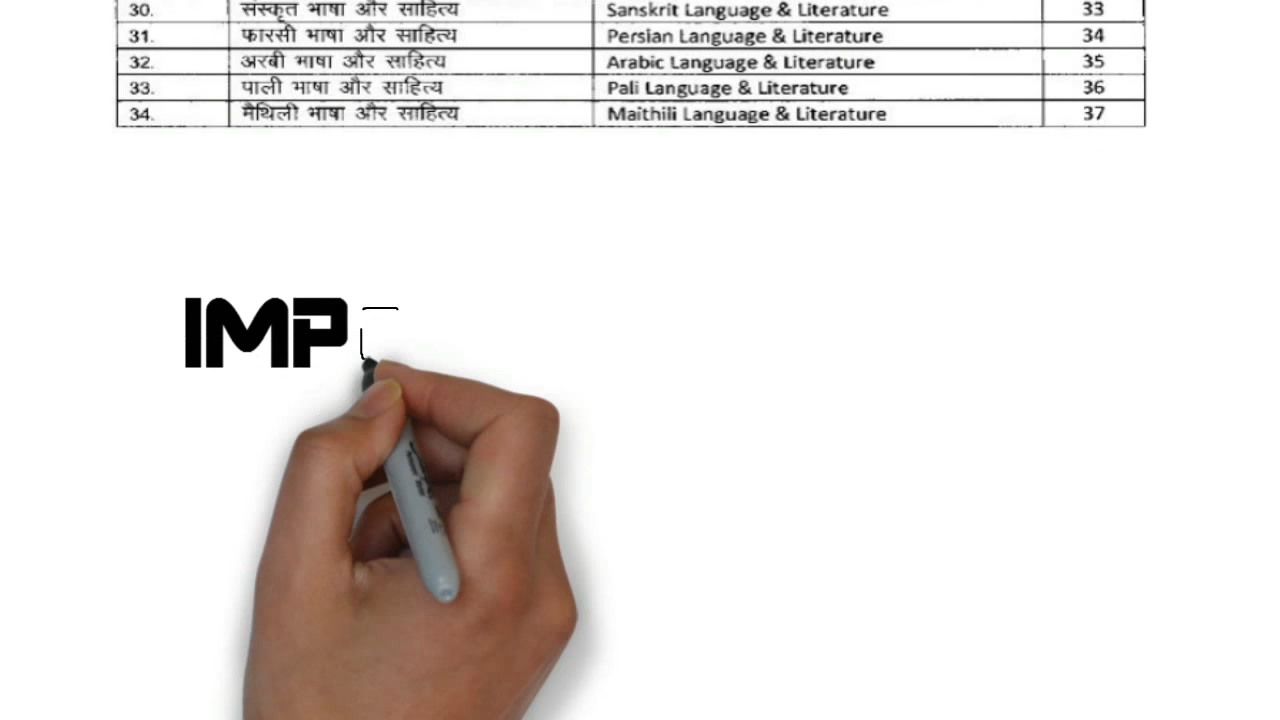 30. संस्कृत भाषा और साहित्य Sanskrit Language & Literature 33
31. फारसी भाषा और साहित्य Persian Language & Literature 34
32. अरबी भाषा और साहित्य Arabic Language & Literature 35
33. पाली भाषा और साहित्य Pali Language & Literature 36
34. मैथिली भाषा और साहित्य Maithili Language & Literature 37
IMP